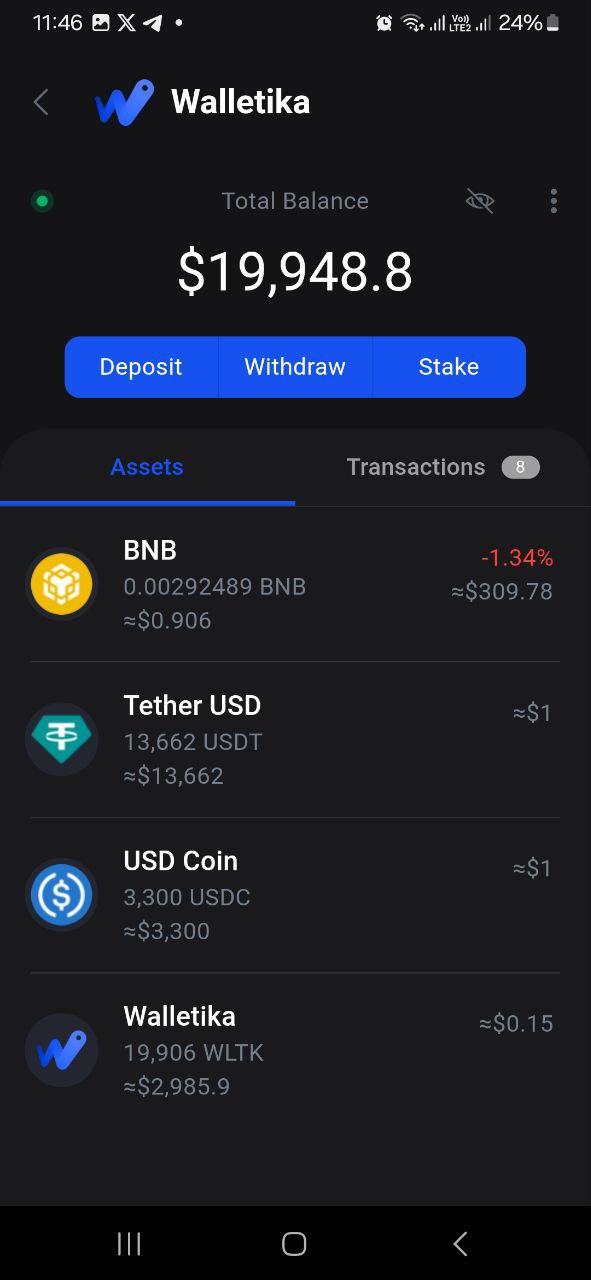 11:46
Vo))
LTE2
24%
Walletika
Total Balance
$19,948.8
Deposit Withdraw Stake
Assets Transactions 8
BNB
-1.34%
0.00292489 BNB
≈$309.78
≈$0.906
Tether USD
≈$1
13,662 USDT
≈$13,662
USD Coin
≈$1
3,300 USDC
≈$3,300
Walletika
≈$0.15
19,906 WLTK
≈$2,985.9